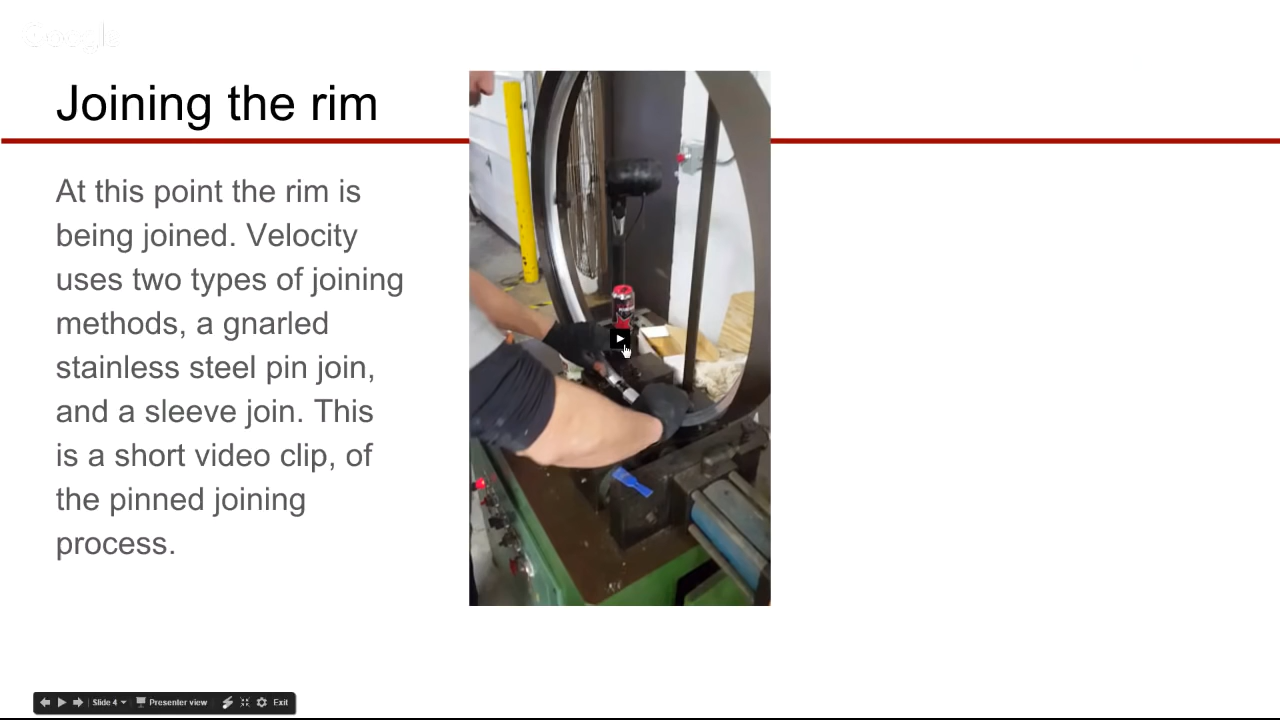 Google
Joining the rim
At this point the rim is
being joined. Velocity
uses two types of joining
methods, a gnarled
stainless steel pin join,
and a sleeve join. This
is a short video clip, of
the pinned joining
process.
Slide 4
Presenter view
Exit